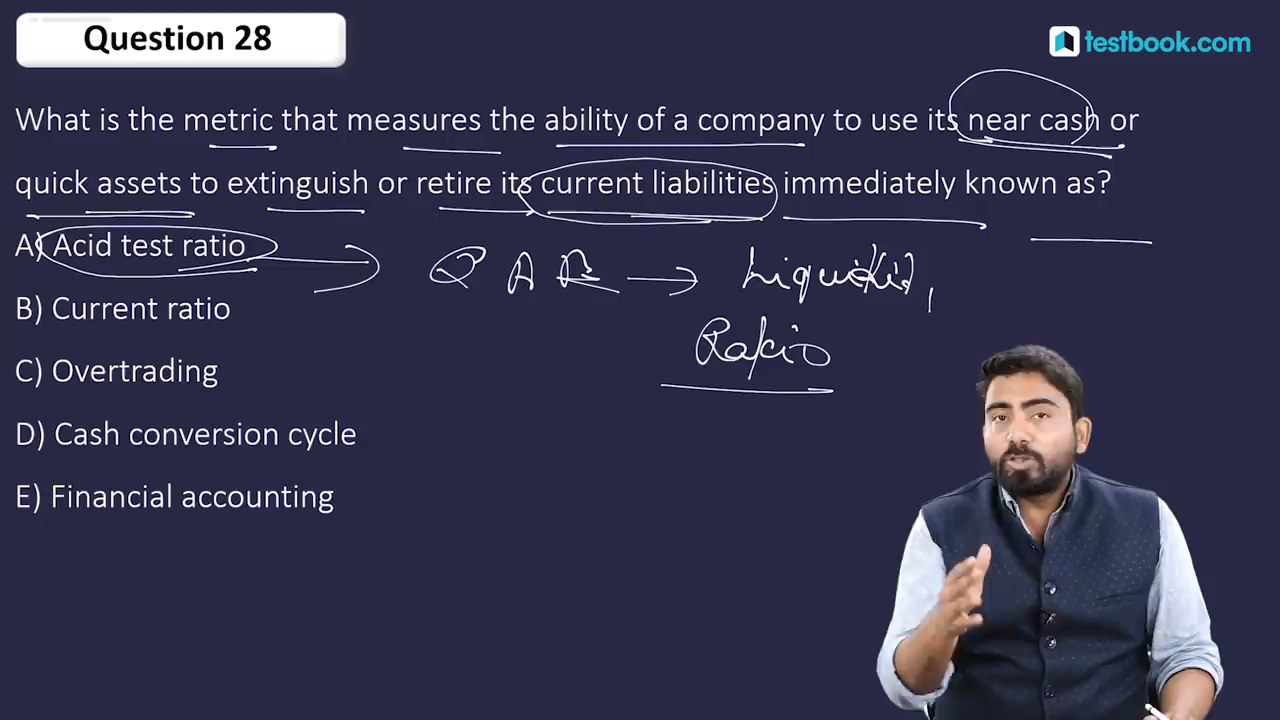 Question 28
testbook.com
What is the metric that measures the ability of a company to use its near cash or
quick assets to extinguish or retire its current liabilities immediately known as?
A) Acid test ratio
Q A R → Liquidity
Ratio
B) Current ratio
C) Overtrading
D) Cash conversion cycle
E) Financial accounting